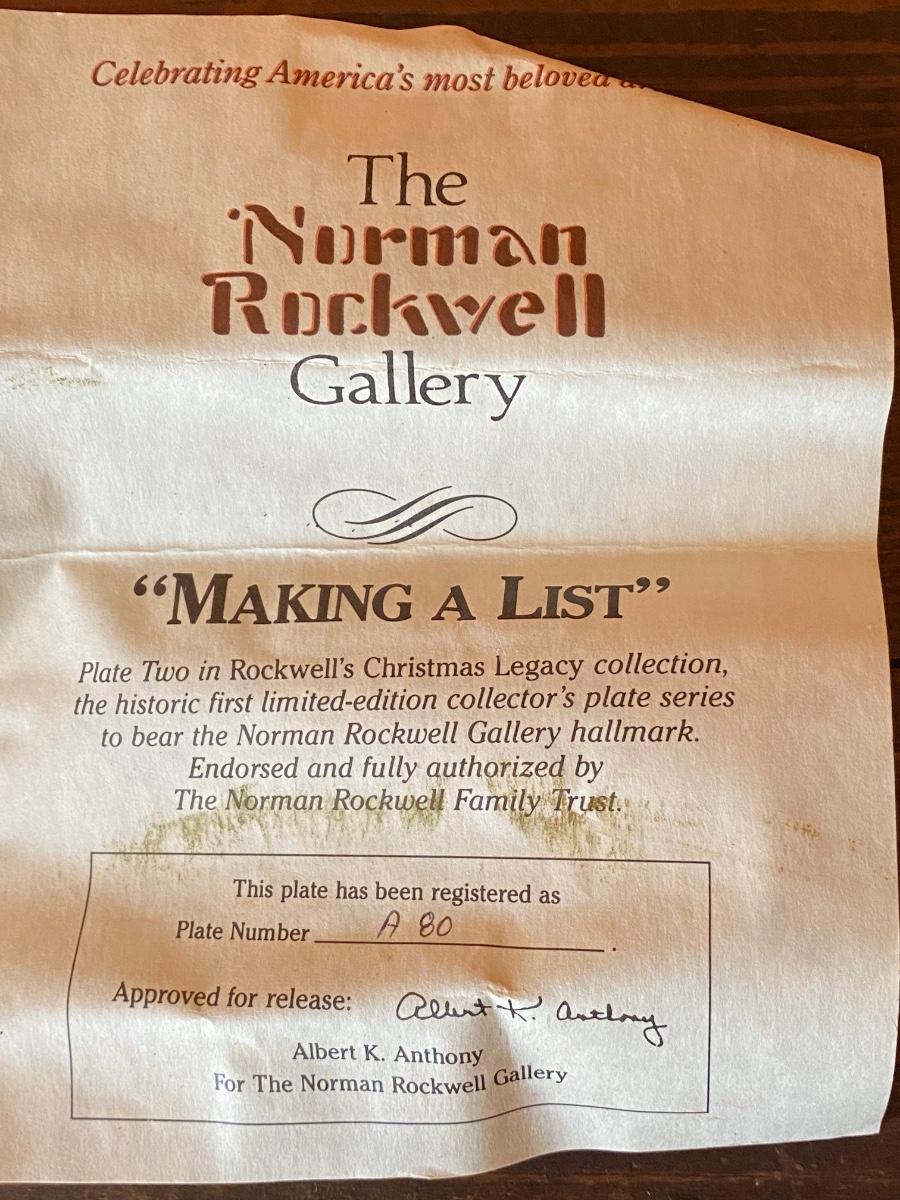 Celebrating America's most beloved
The
Norman
Rockwell
Gallery
"MAKING A LIST"
Plate Two in Rockwell's Christmas Legacy collection,
the historic first limited-edition collector's plate series
to bear the Norman Rockwell Gallery hallmark.
Endorsed and fully authorized by
The Norman Rockwell Family Trust.
This plate has been registered as
Plate Number A 80 .
Approved for release: Albert K. Anthony
Albert K. Anthony
For The Norman Rockwell Gallery